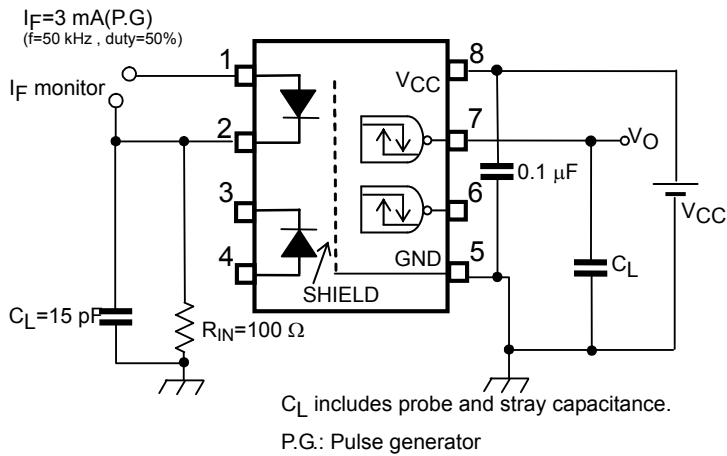 IF=3 mA(P.G)
(f=50 kHz , duty=50%)
IF monitor
1
2
3
4
8
7
6
5
VCC
GND
SHIELD
0.1 μF
VO
VCC
CL
CL=15 pF
RIN=100 Ω
CL includes probe and stray capacitance.
P.G.: Pulse generator